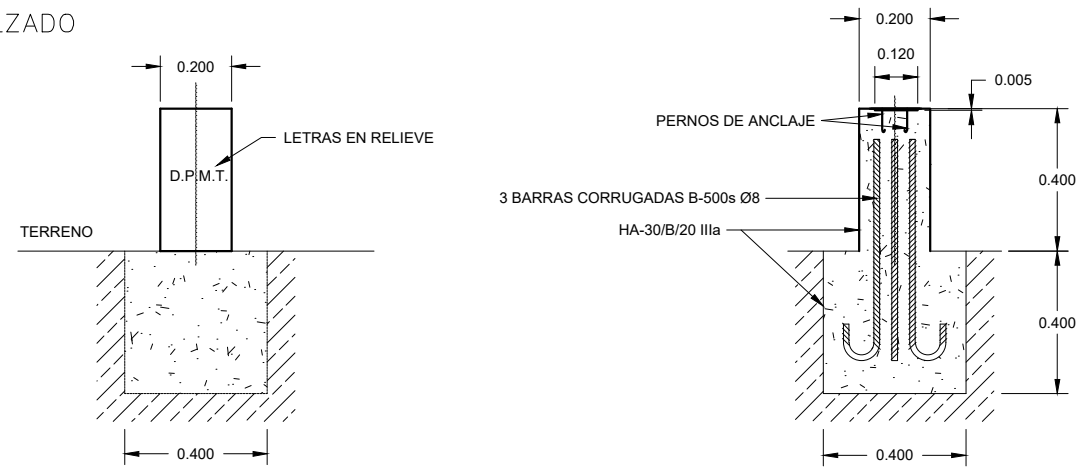 LZADO
0.200
LETRAS EN RELIEVE
D.P.M.T.
TERRENO
0.400
0.200
0.120
0.005
PERNOS DE ANCLAJE
0.400
3 BARRAS CORRUGADAS B-500s Ø8
HA-30/B/20 IIIa
0.400
0.400